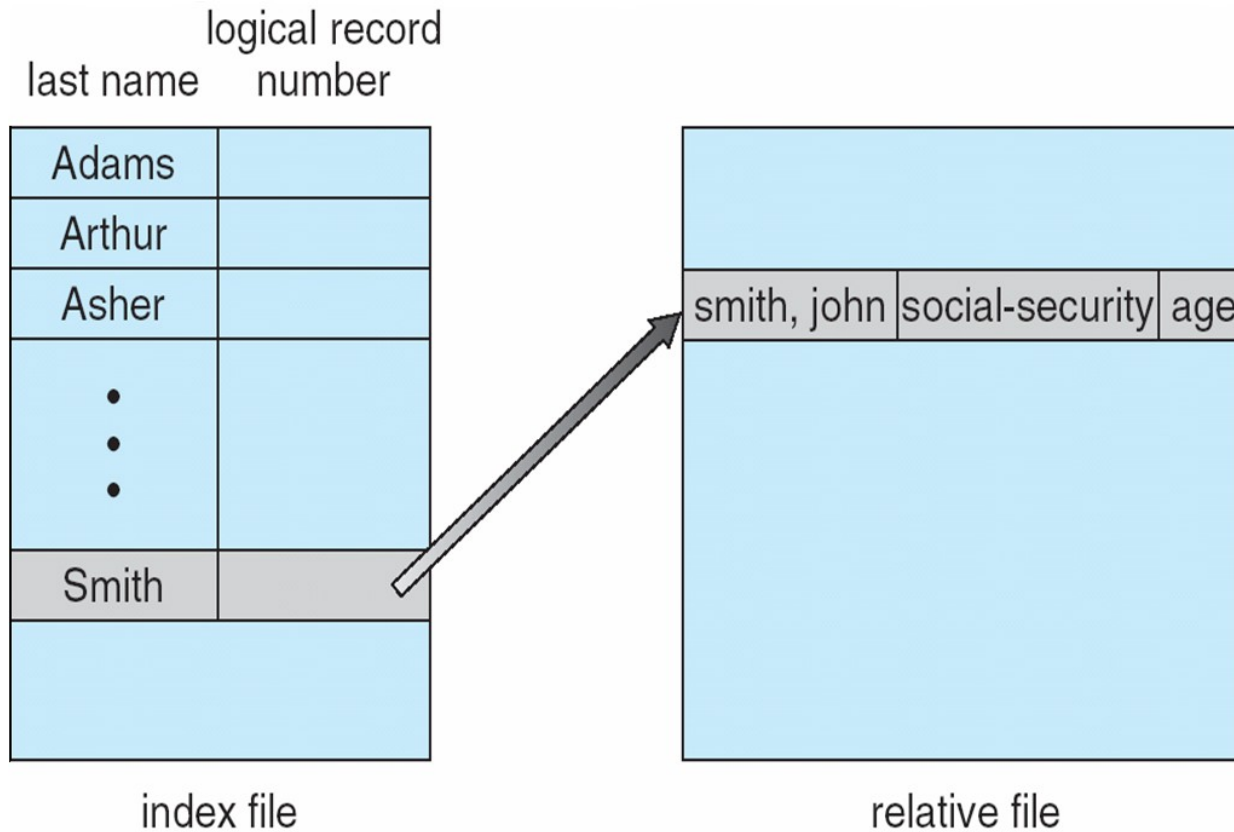 logical record
last name number
Adams
Arthur
Asher
Smith
smith, john social-security age
index file relative file